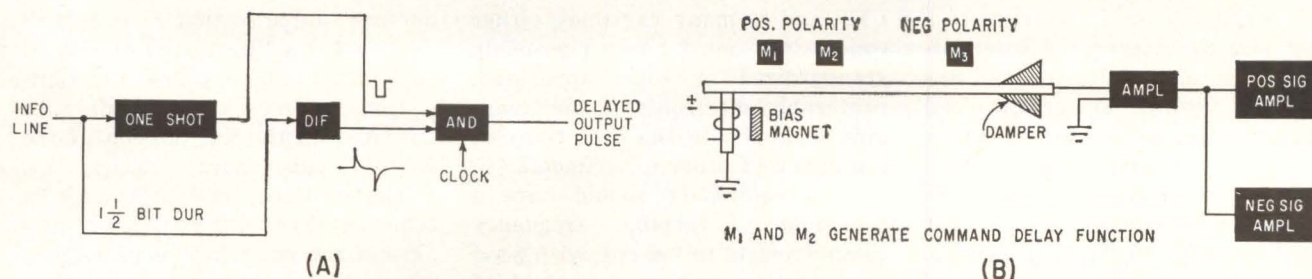 INFO
LINE
ONE SHOT
DIF
AND
CLOCK
DELAYED
OUTPUT
PULSE
1 1/2 BIT DUR
(A)
POS. POLARITY
NEG POLARITY
M1
M2
M3
±
BIAS
MAGNET
DAMPER
AMPL
POS SIG
AMPL
NEG SIG
AMPL
M1 AND M2 GENERATE COMMAND DELAY FUNCTION
(B)